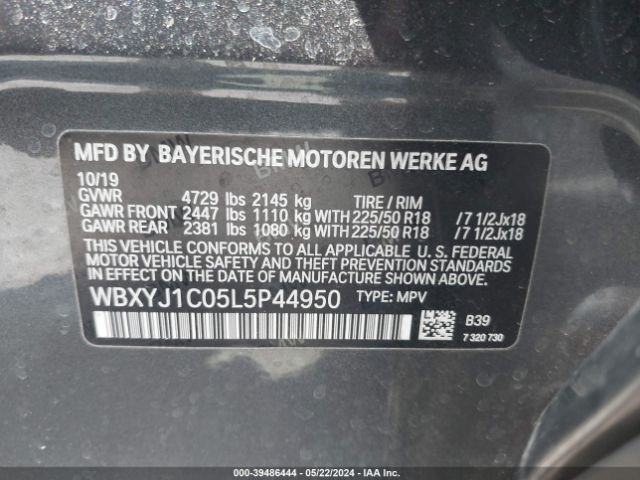 MFD BY BAYERISCHE MOTOREN WERKE AG
10/19
GVWR 4729 lbs 2145 kg TIRE / RIM
GAWR FRONT 2447 lbs 1110 kg WITH 225/50 R18 /7 1/2Jx18
GAWR REAR 2381 lbs 1080 kg WITH 225/50 R18 /7 1/2Jx18
THIS VEHICLE CONFORMS TO ALL APPLICABLE U. S. FEDERAL
MOTOR VEHICLE SAFETY AND THEFT PREVENTION STANDARDS
IN EFFECT ON THE DATE OF MANUFACTURE SHOWN ABOVE.
WBXYJ1C05L5P44950 TYPE: MPV
B39
7 320 730
000-39486444 / 05/22/2024 / IAA Inc.